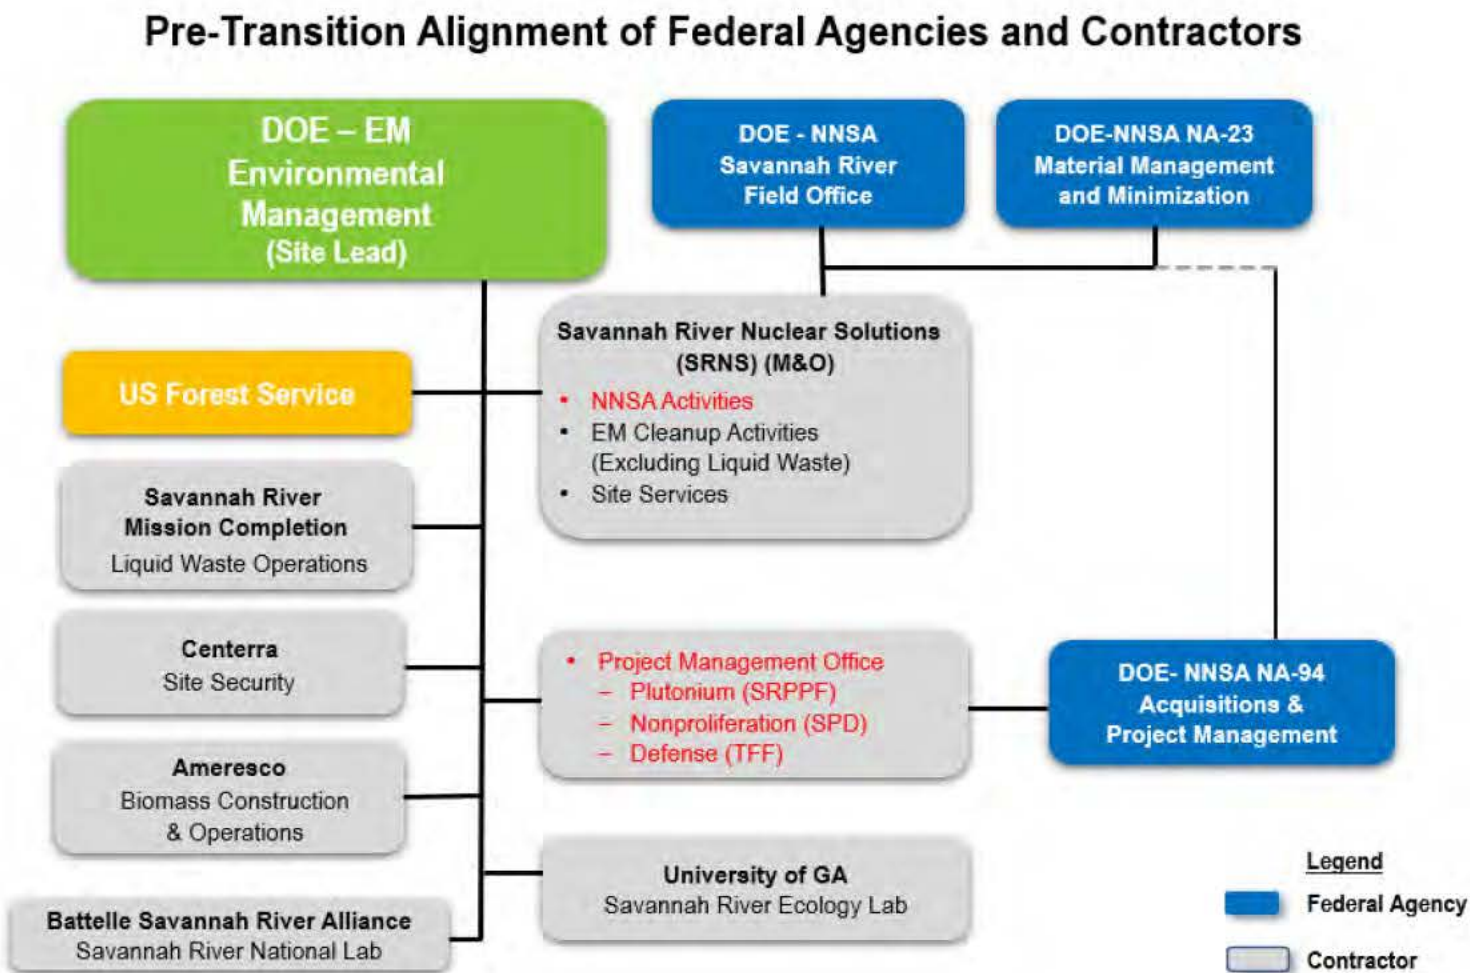 Pre-Transition Alignment of Federal Agencies and Contractors
DOE – EM
Environmental
Management
(Site Lead)
DOE - NNSA
Savannah River
Field Office
DOE-NNSA NA-23
Material Management
and Minimization
US Forest Service
Savannah River Nuclear Solutions
(SRNS) (M&O)
• NNSA Activities
• EM Cleanup Activities
(Excluding Liquid Waste)
• Site Services
Savannah River
Mission Completion
Liquid Waste Operations
Centerra
Site Security
• Project Management Office
– Plutonium (SRPPF)
– Nonproliferation (SPD)
– Defense (TFF)
DOE- NNSA NA-94
Acquisitions &
Project Management
Ameresco
Biomass Construction
& Operations
University of GA
Savannah River Ecology Lab
Battelle Savannah River Alliance
Savannah River National Lab
Legend
Federal Agency
Contractor